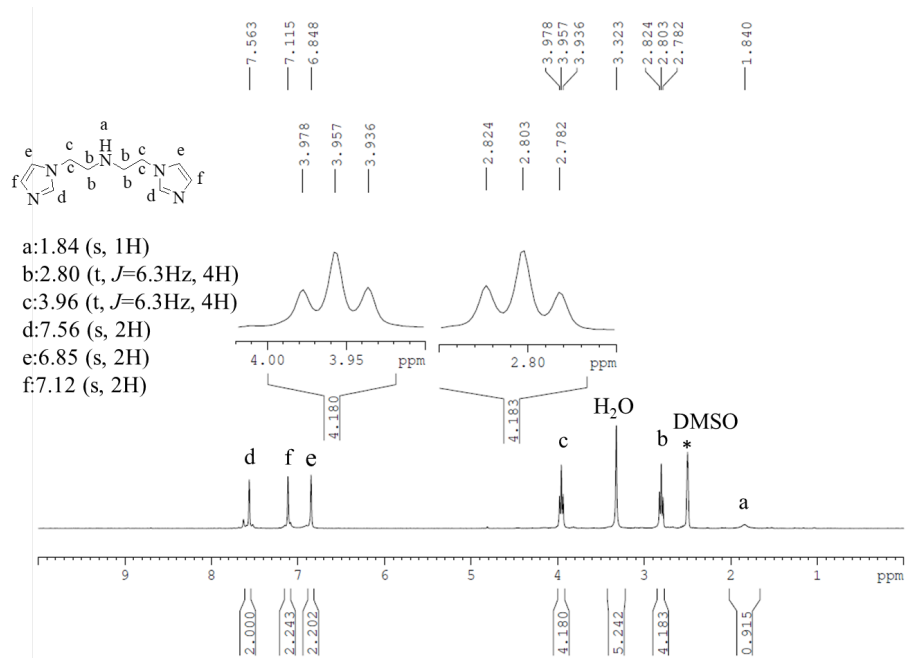 7.563
7.115
6.848
3.978
3.957
3.936
3.323
2.824
2.803
2.782
1.840
3.978
3.957
3.936
2.824
2.803
2.782
a
H
N
c
c
b
b
b
b
c
c
e
N
f
N
d
N
e
f
d
N
a:1.84 (s, 1H)
b:2.80 (t, J=6.3Hz, 4H)
c:3.96 (t, J=6.3Hz, 4H)
d:7.56 (s, 2H)
e:6.85 (s, 2H)
f:7.12 (s, 2H)
4.00 3.95 ppm
2.80 ppm
4.180
4.183
d
f
e
c
H₂O
b
DMSO
*
a
9 8 7 6 5 4 3 2 1 ppm
2.000
2.243
2.202
4.180
5.242
4.183
0.915